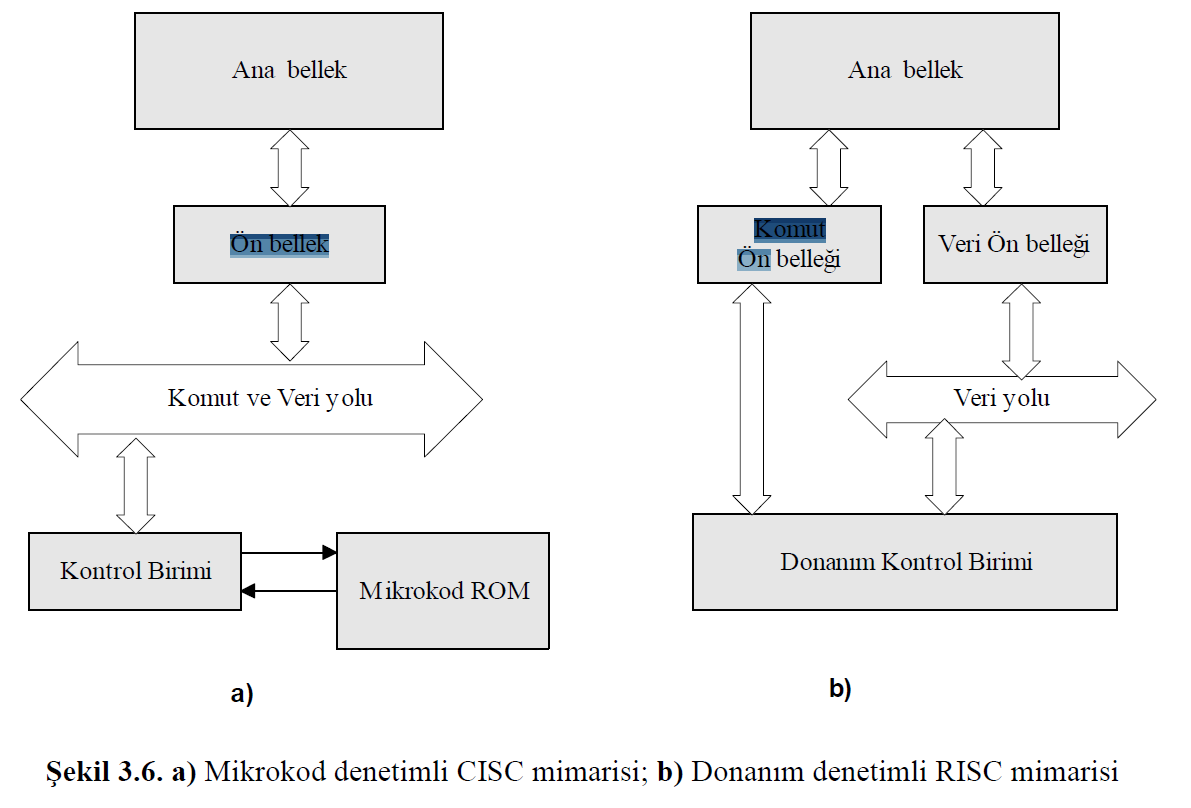 Ana bellek
Ön bellek
Komut ve Veri yolu
Kontrol Birimi
Mikrokod ROM
a)
Ana bellek
Komut
Ön belleği
Veri Ön belleği
Veri yolu
Donanım Kontrol Birimi
b)
Şekil 3.6. a) Mikrokod denetimli CISC mimarisi; b) Donanım denetimli RISC mimarisi